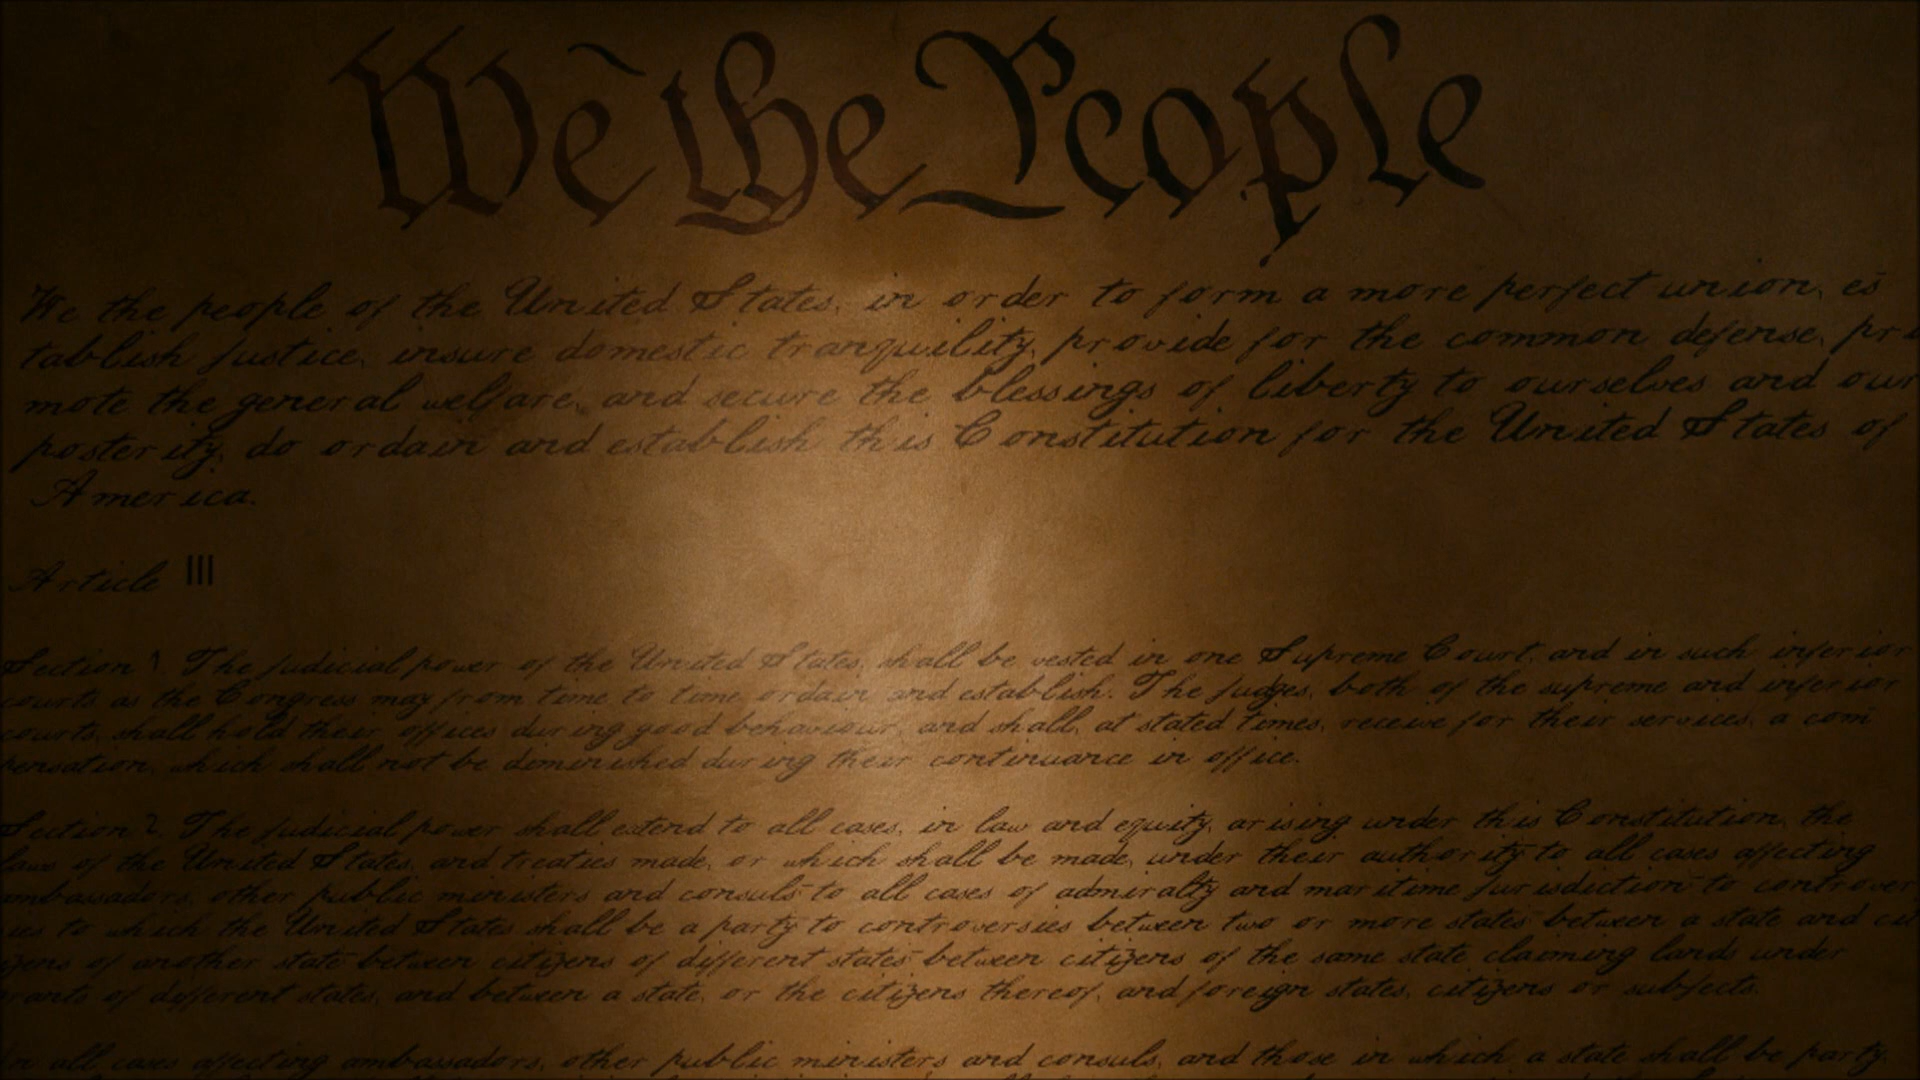 We the People
We the people of the United States, in order to form a more perfect union, es
tablish justice, insure domestic tranquility, provide for the common defense, pr
mote the general welfare, and secure the blessings of liberty to ourselves and our
posterity, do ordain and establish this Constitution for the United States of
America.
Article III
Section 1. The judicial power of the United States, shall be vested in one Supreme Court, and in such inferior
courts as the Congress may from time to time ordain and establish. The judges, both of the supreme and inferior
courts, shall hold their offices during good behaviour, and shall, at stated times, receive for their services, a com
pensation, which shall not be diminished during their continuance in office.
Section 2. The judicial power shall extend to all cases, in law and equity, arising under this Constitution, the
laws of the United States, and treaties made, or which shall be made, under their authority to all cases affecting
ambassadors, other public ministers and consuls to all cases of admiralty and maritime jurisdiction to controver
sies to which the United States shall be a party to controversies between two or more states between a state and cit
izens of another state between citizens of different states between citizens of the same state claiming lands under
grants of different states, and between a state, or the citizens thereof, and foreign states, citizens or subjects.
In all cases affecting ambassadors, other public ministers and consuls, and those in which a state shall be party,